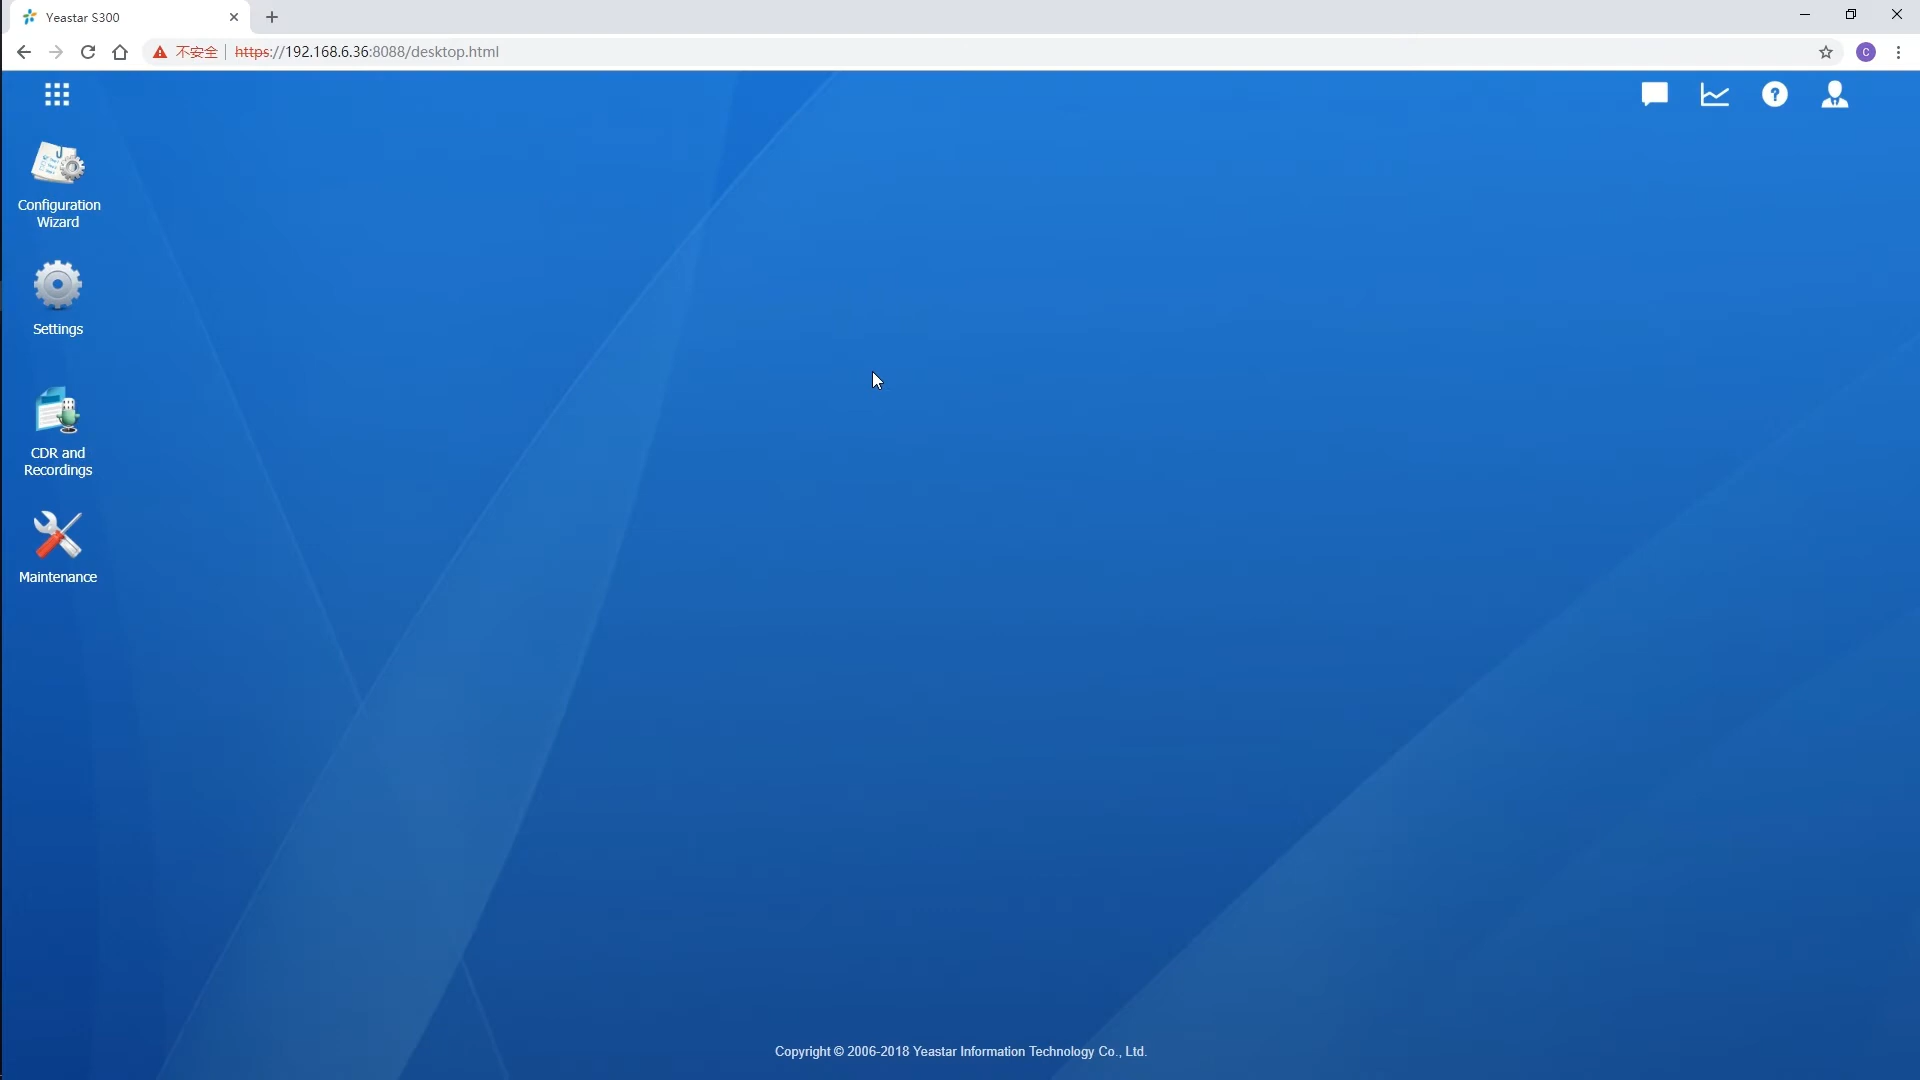 Yeastar S300
不安全
https://192.168.6.36:8088/desktop.html
C
Configuration
Wizard
Settings
CDR and
Recordings
Maintenance
Copyright © 2006-2018 Yeastar Information Technology Co., Ltd.